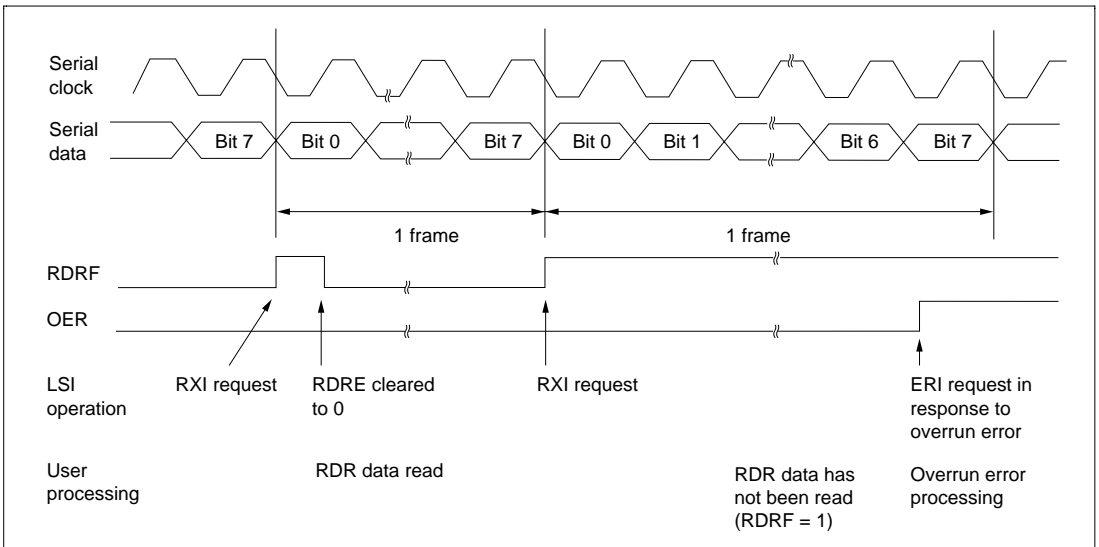 Serial
clock
Serial
data
Bit 7 Bit 0 Bit 7 Bit 0 Bit 1 Bit 6 Bit 7
1 frame 1 frame
RDRF
OER
LSI
operation
RXI request
RDRE cleared
to 0
RXI request
ERI request in
response to
overrun error
User
processing
RDR data read
RDR data has
not been read
(RDRF = 1)
Overrun error
processing